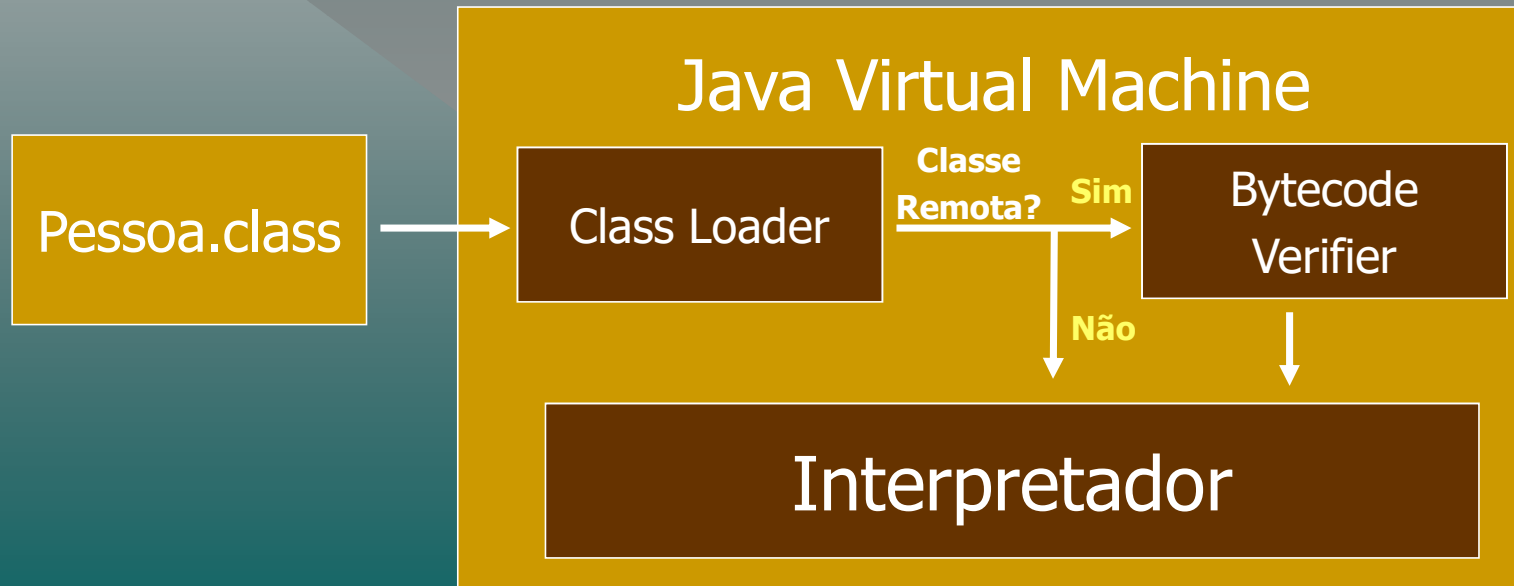 Java Virtual Machine
Pessoa.class
Class Loader
Classe
Remota?
Sim
Bytecode
Verifier
Não
Interpretador